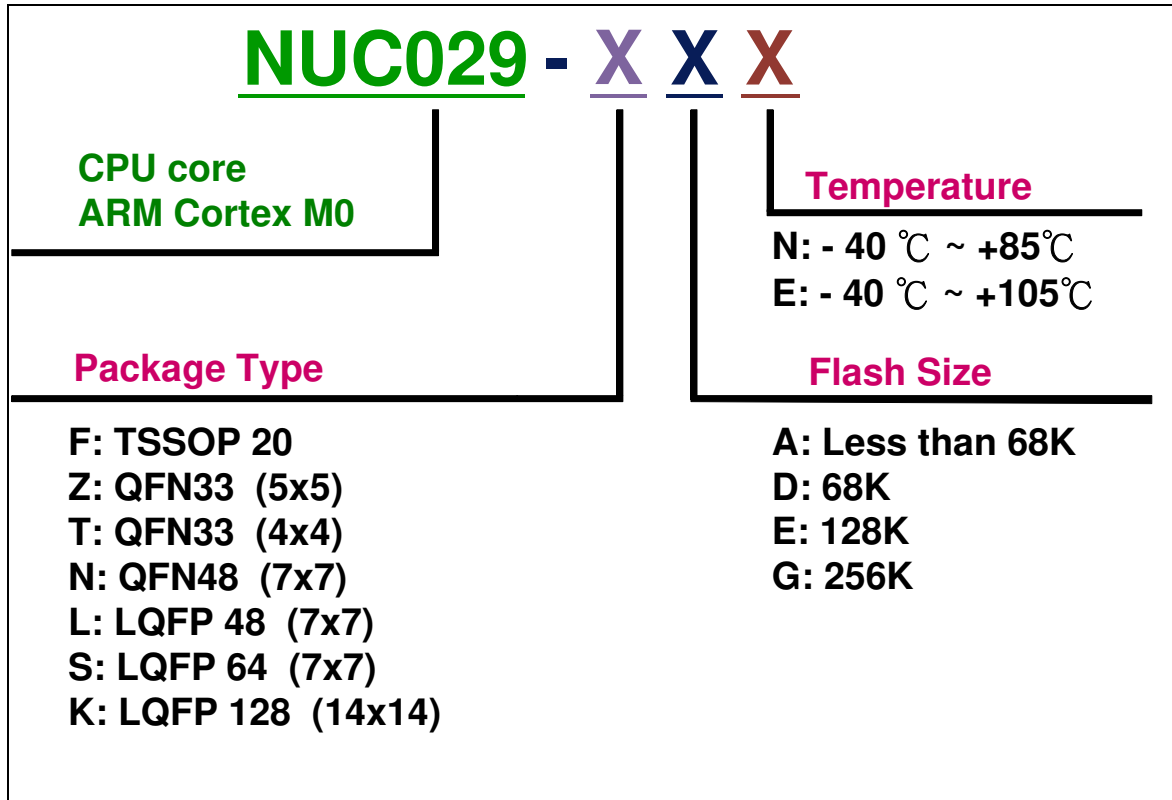 NUC029 - X X X
CPU core
ARM Cortex M0
Temperature
N: - 40 ℃ ~ +85℃
E: - 40 ℃ ~ +105℃
Package Type
F: TSSOP 20
Z: QFN33 (5x5)
T: QFN33 (4x4)
N: QFN48 (7x7)
L: LQFP 48 (7x7)
S: LQFP 64 (7x7)
K: LQFP 128 (14x14)
Flash Size
A: Less than 68K
D: 68K
E: 128K
G: 256K